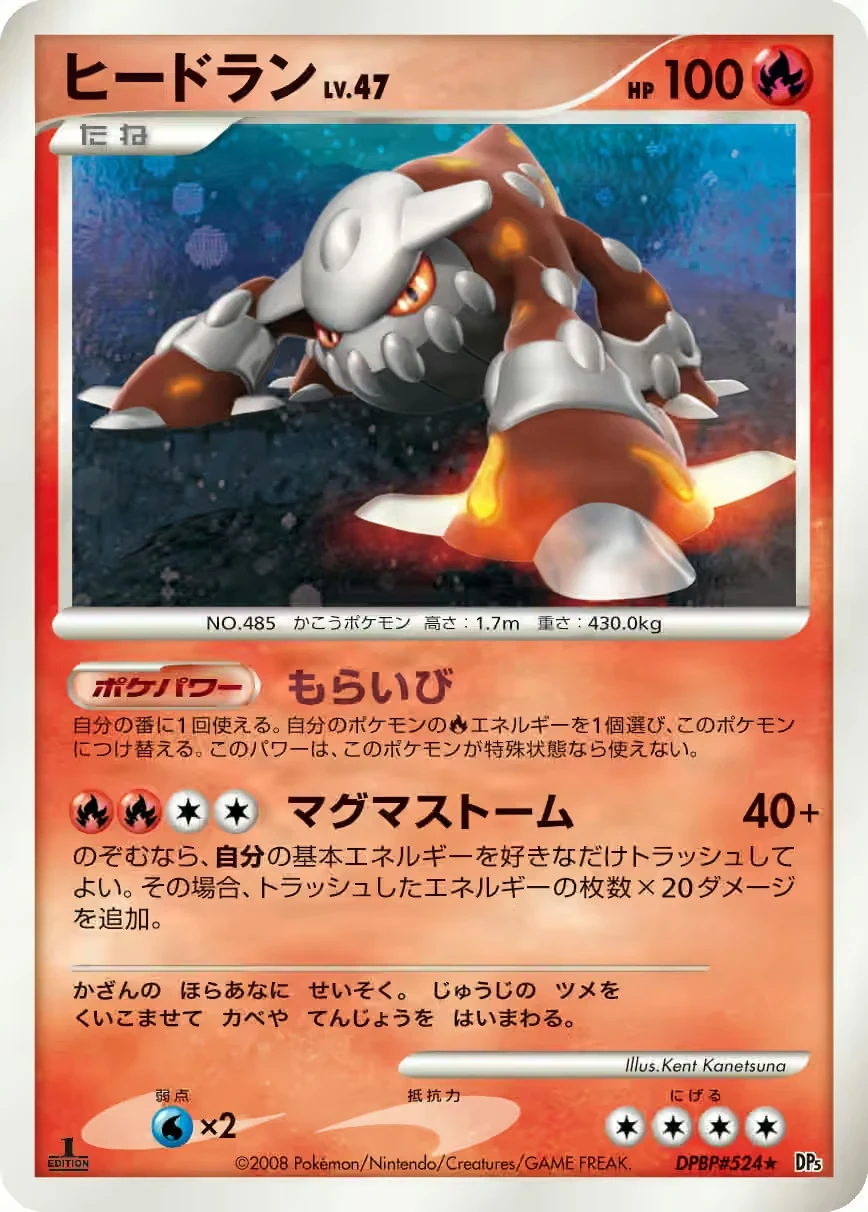 ヒードラン LV.47 HP 100
たね
NO.485 かこうポケモン 高さ：1.7m 重さ：430.0kg
ポケパワー もらいび
自分の番に1回使える。自分のポケモンのエネルギーを1個選び、このポケモン
につけ替える。このパワーは、このポケモンが特殊状態なら使えない。
マグマストーム 40+
のぞむなら、自分の基本エネルギーを好きなだけトラッシュして
よい。その場合、トラッシュしたエネルギーの枚数×20ダメージ
を追加。
かざんの ほらあなに せいそく。 じゅうじの ツメを
くいこませて カベや てんじょうを はいまわる。
Illus.Kent Kanetsuna
弱点 抵抗力 にげる
×2
1 EDITION
©2008 Pokémon/Nintendo/Creatures/GAME FREAK. DPBP#524★ DP5